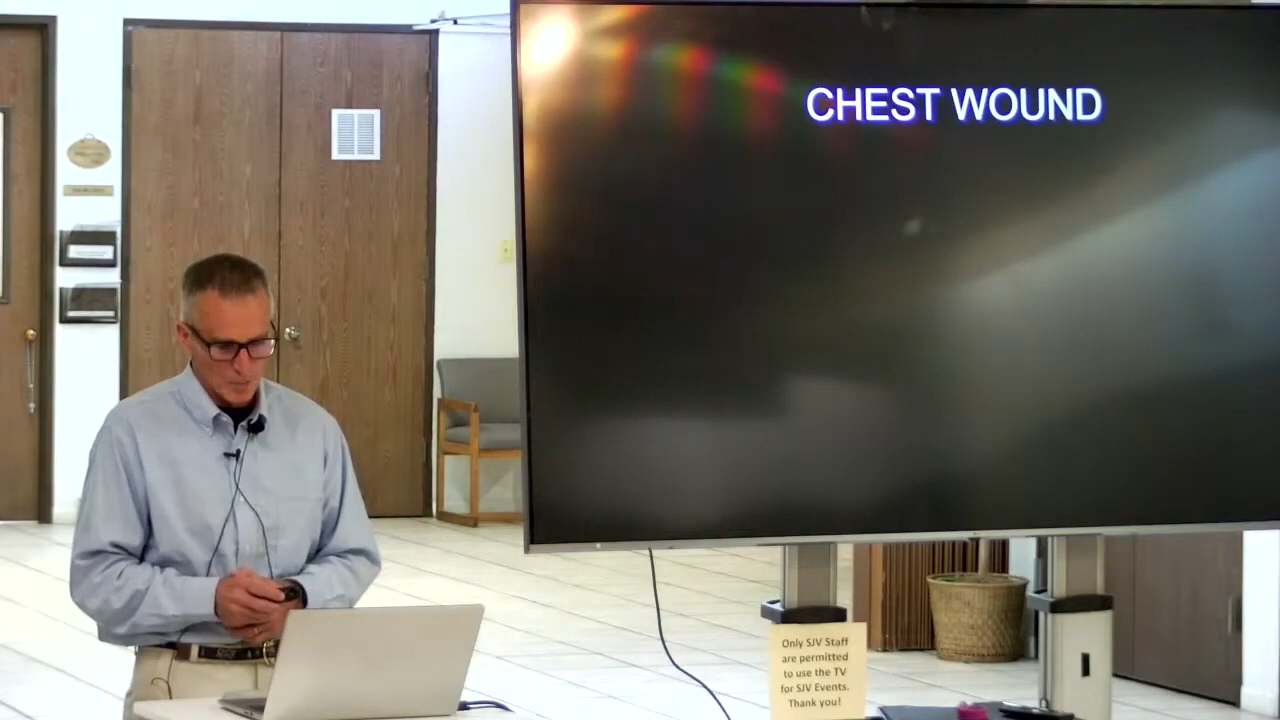 CHEST WOUND
Only SJV Staff
are permitted
to use the TV
for SJV Events.
Thank you!